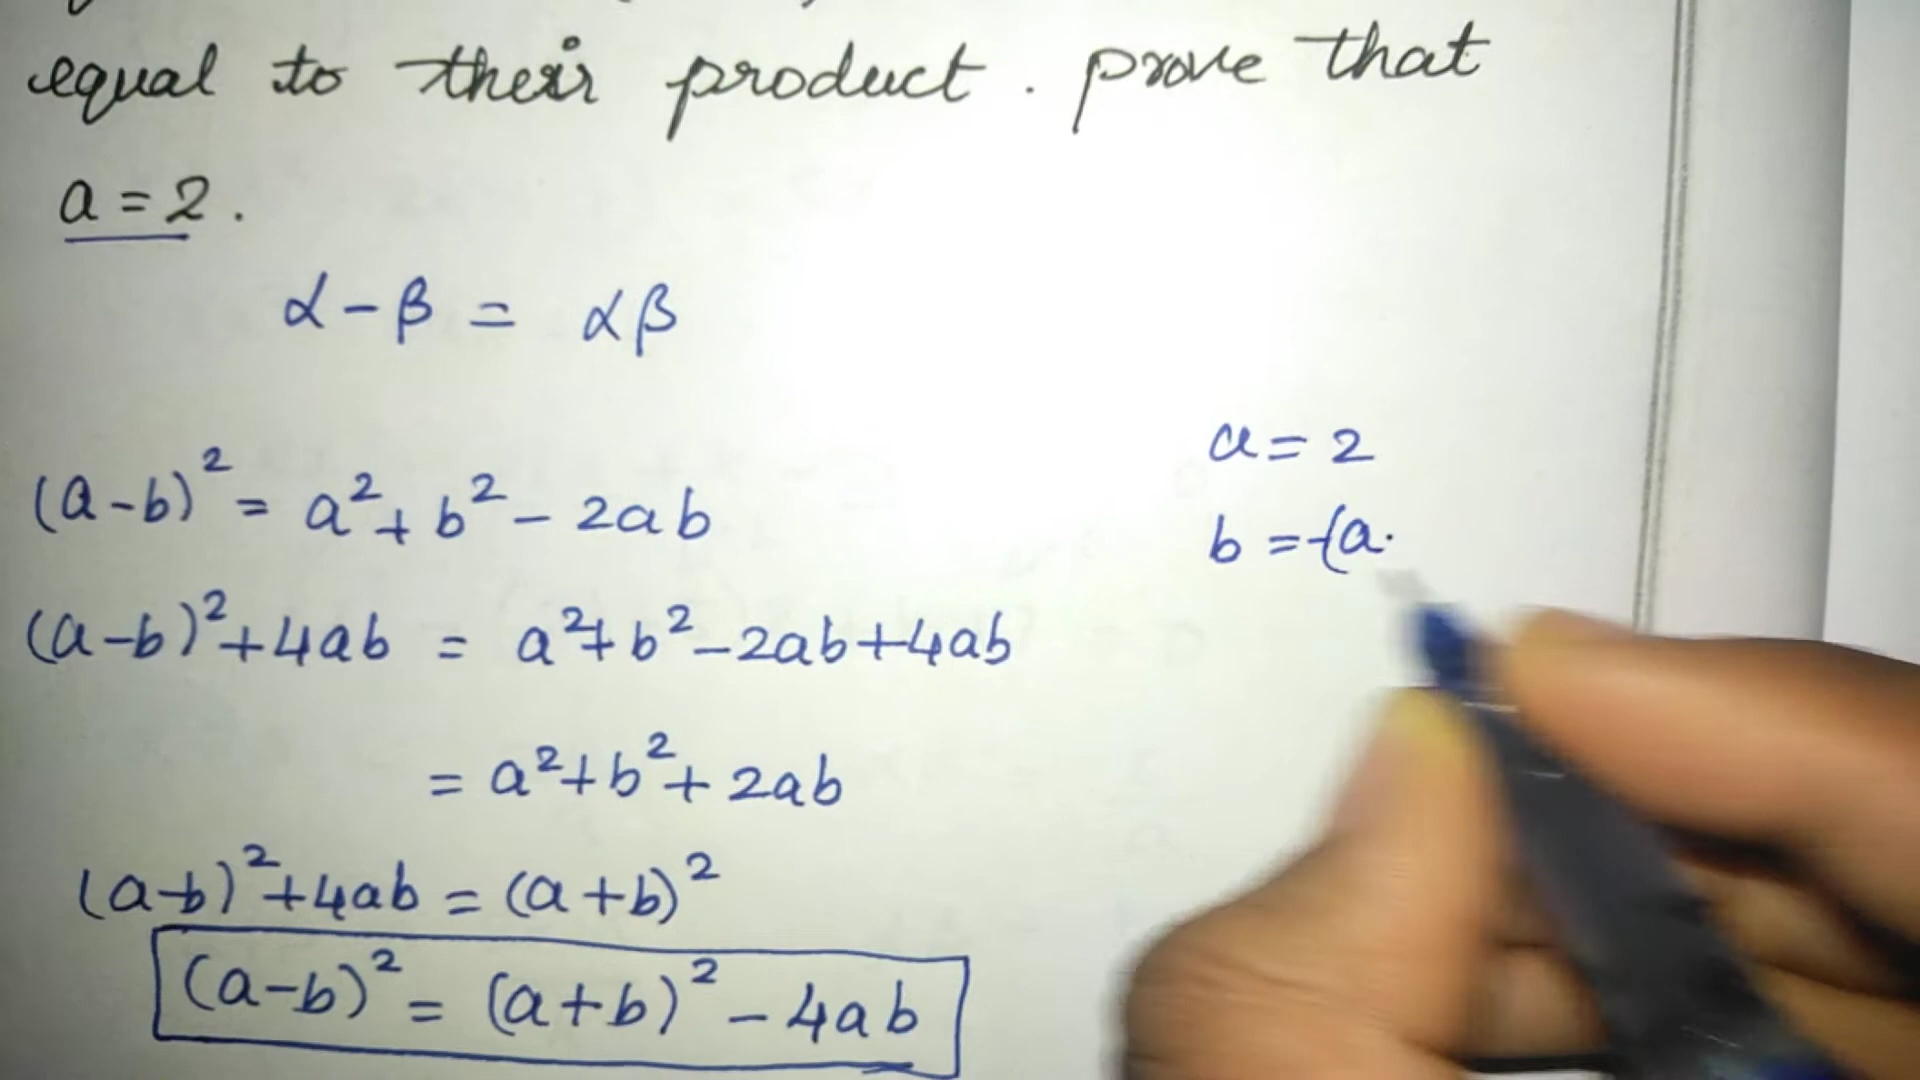 equal to their product. prove that
a = 2.
α - β = αβ
(a-b)² = a² + b² - 2ab
a = 2
b = -(a.
(a-b)² + 4ab = a² + b² - 2ab + 4ab
= a² + b² + 2ab
(a-b)² + 4ab = (a+b)²
(a-b)² = (a+b)² - 4ab